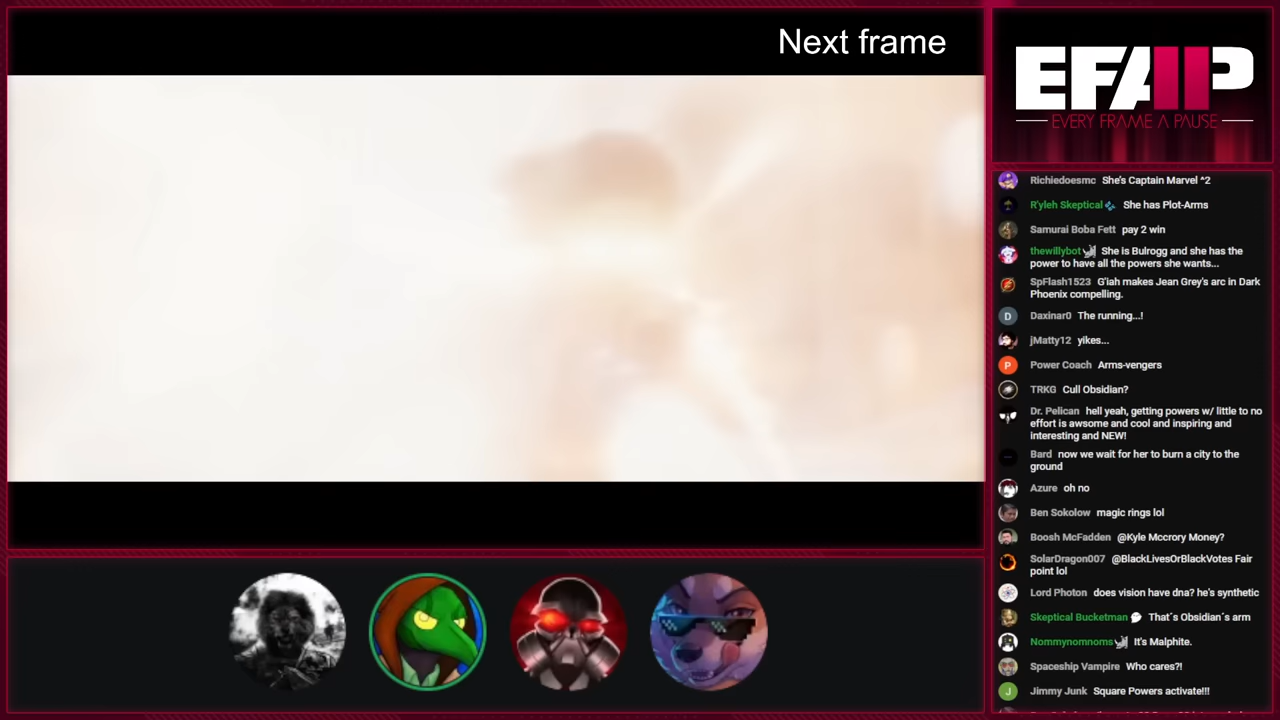 Next frame
EFAP
EVERY FRAME A PAUSE
Richiedoesmc She's Captain Marvel ^2
R'yleh Skeptical She has Plot-Arms
Samurai Boba Fett pay 2 win
thewillybot She is Bulrogg and she has the
power to have all the powers she wants...
SpFlash1523 G'iah makes Jean Grey's arc in Dark
Phoenix compelling.
D Daxinar0 The running...!
jMatty12 yikes...
P Power Coach Arms-vengers
TRKG Cull Obsidian?
Dr. Pelican hell yeah, getting powers w/ little to no
effort is awsome and cool and inspiring and
interesting and NEW!
Bard now we wait for her to burn a city to the
ground
Azure oh no
Ben Sokolow magic rings lol
Boosh McFadden @Kyle Mccrory Money?
SolarDragon007 @BlackLivesOrBlackVotes Fair
point lol
Lord Photon does vision have dna? he's synthetic
Skeptical Bucketman That´s Obsidian´s arm
Nommynomnoms It's Malphite.
Spaceship Vampire Who cares?!
J Jimmy Junk Square Powers activate!!!